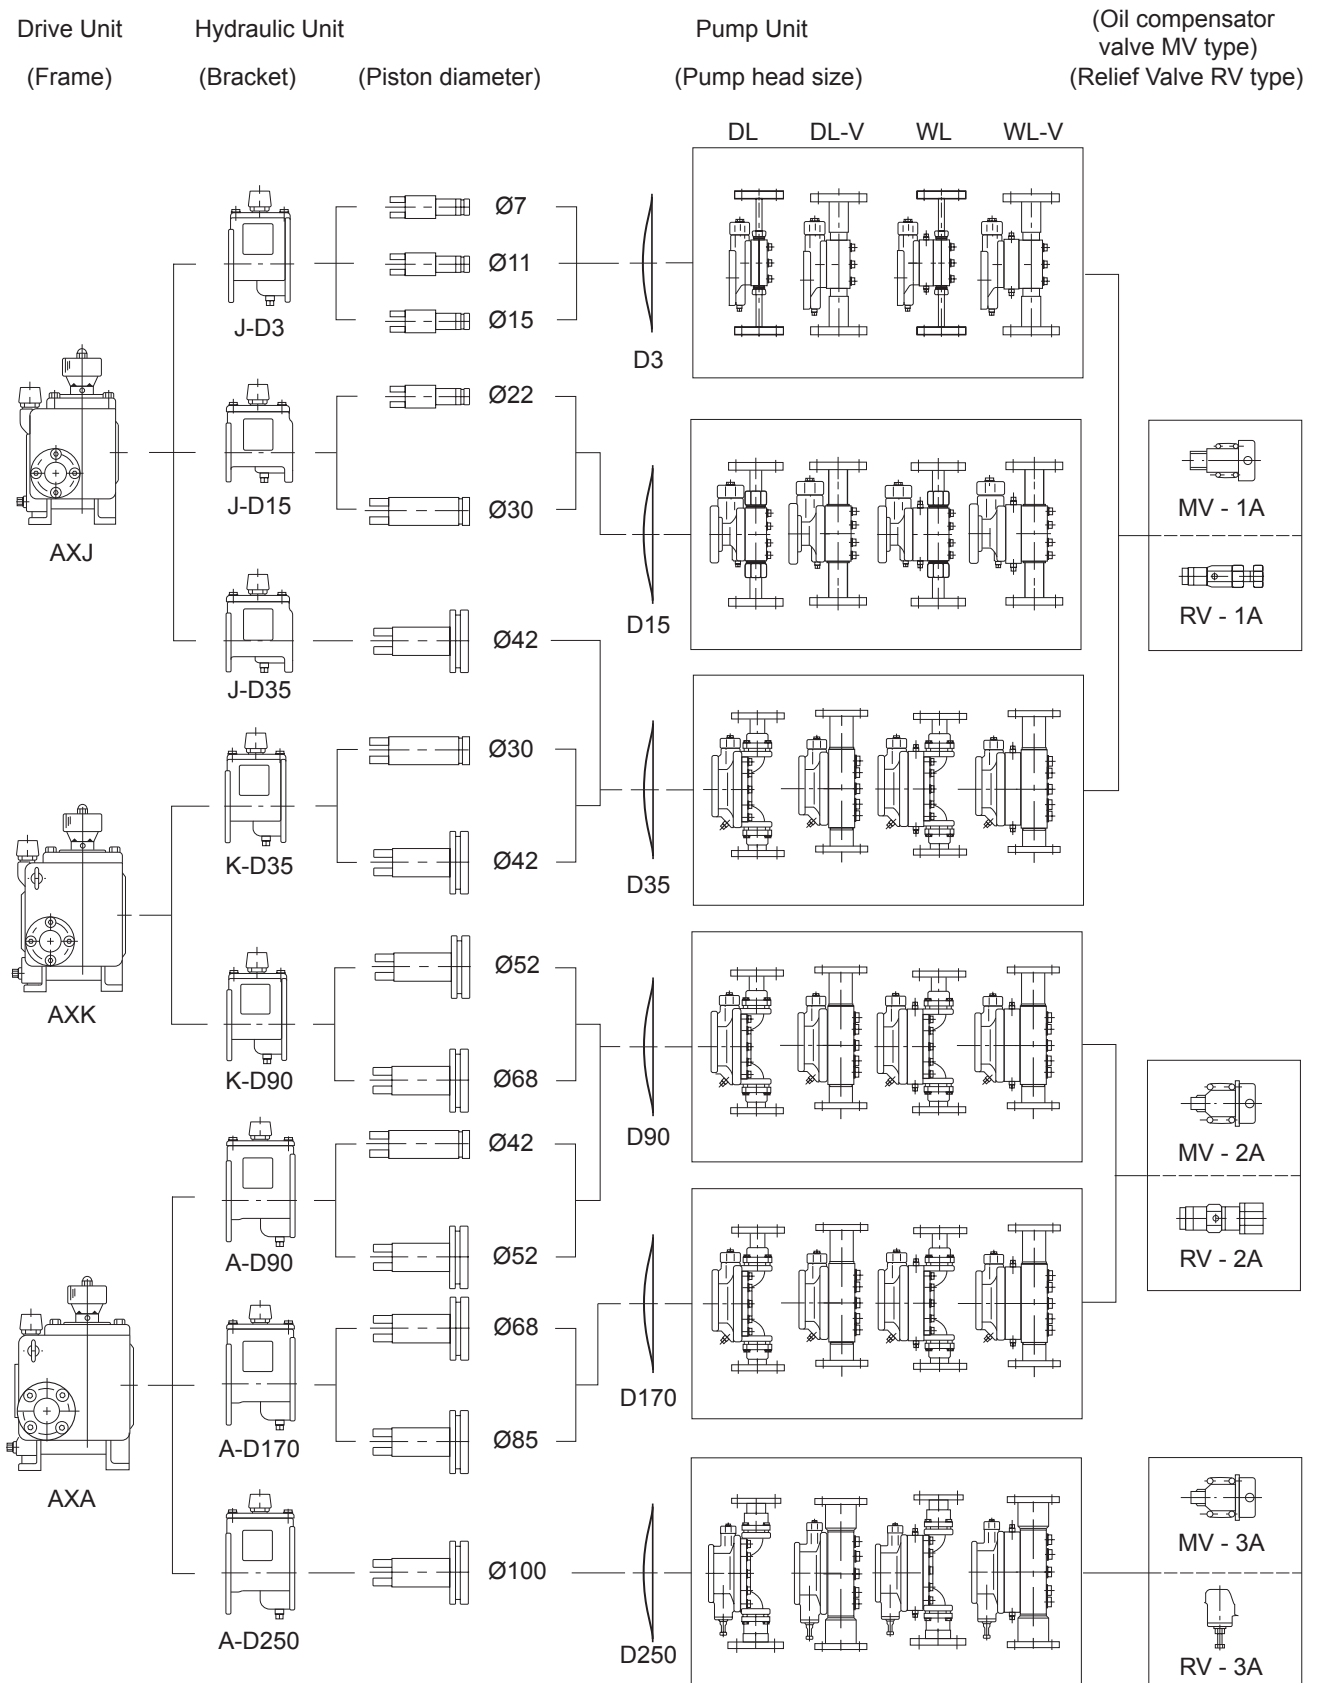 Drive Unit
Hydraulic Unit
Pump Unit
(Oil compensator
valve MV type)
(Frame)
(Bracket)
(Piston diameter)
(Pump head size)
(Relief Valve RV type)
DL
DL-V
WL
WL-V
Ø7
Ø11
Ø15
J-D3
D3
Ø22
Ø30
J-D15
D15
AXJ
MV - 1A
RV - 1A
Ø42
J-D35
Ø30
Ø42
K-D35
D35
AXK
Ø52
Ø68
K-D90
D90
Ø42
Ø52
A-D90
MV - 2A
RV - 2A
Ø68
Ø85
A-D170
D170
AXA
Ø100
A-D250
D250
MV - 3A
RV - 3A